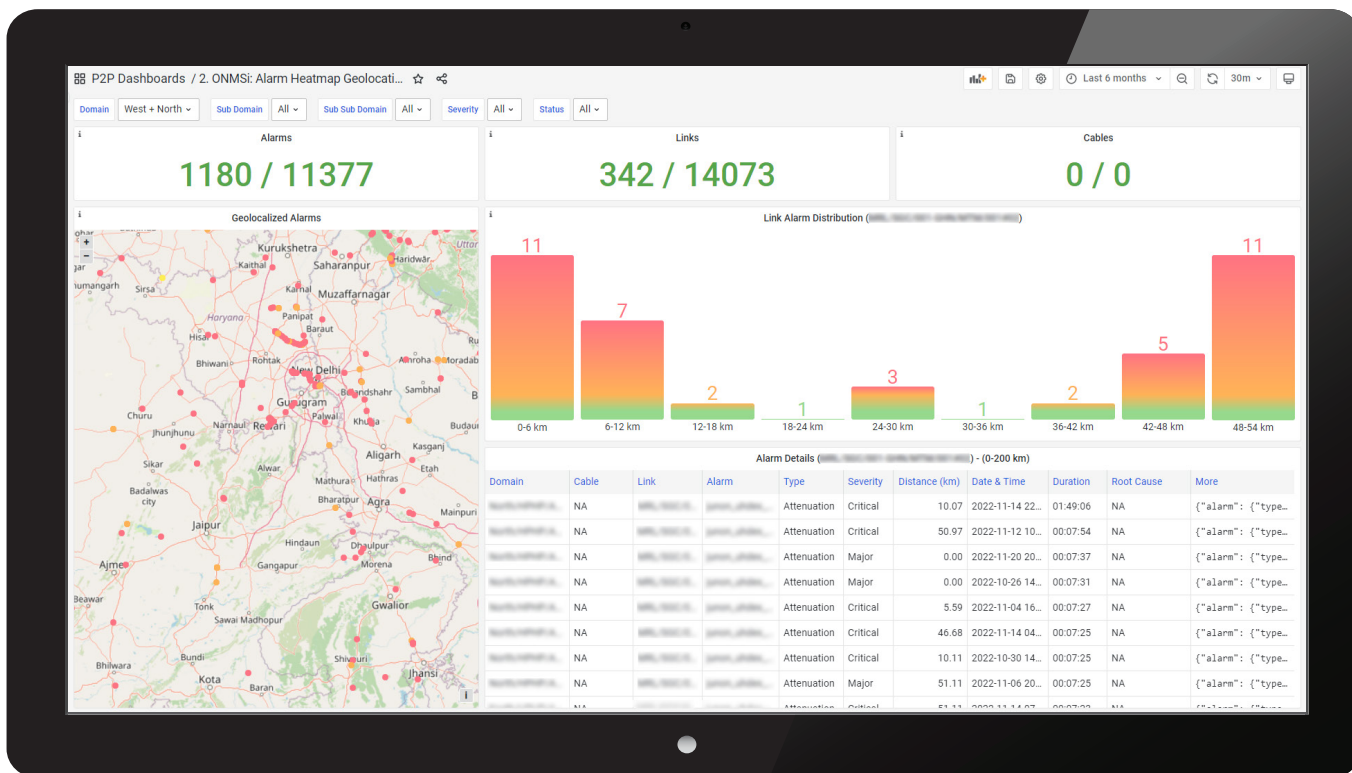 P2P Dashboards / 2. ONMSi: Alarm Heatmap Geolocati...
Last 6 months
30m
Domain West + North Sub Domain All Sub Sub Domain All Severity All Status All
Alarms
1180 / 11377
Links
342 / 14073
Cables
0 / 0
Geolocalized Alarms
+
−
Kurukshetra
Uttar
Kaithal
Saharanpur
Haridwār
Sirsa
Karnal
Muzaffarnagar
Haryana
Panipat
Hisar
Baraut
Bhiwani
Rohtak
New Delhi
Amroha
Moradab
Bulandshahr
Sambhal
Gurugram
Churu
Palwal
Jhunjhunu
Narnaul
Rewari
Khurja
Budau
Kasganj
Aligarh
Sikar
Alwar
Etah
Mathura
Hathras
Badalwas
city
Bharatpur
Agra
Mainpuri
Jaipur
Hindaun
Dhaulpur
Ajmer
Gangapur
Morena
Bhind
Beawar
Tonk
Gwalior
Sawai Madhopur
Bhilwara
Bundi
Shivpuri
Kota
Baran
Jhansi
Link Alarm Distribution (
)
11
7
2
1
3
1
2
5
11
0-6 km 6-12 km 12-18 km 18-24 km 24-30 km 30-36 km 36-42 km 42-48 km 48-54 km
Alarm Details (
) - (0-200 km)
Domain Cable Link Alarm Type Severity Distance (km) Date & Time Duration Root Cause More
NA Attenuation Critical 10.07 2022-11-14 22... 01:49:06 NA {"alarm": {"type...
NA Attenuation Critical 50.97 2022-11-12 10... 00:07:54 NA {"alarm": {"type...
NA Attenuation Major 0.00 2022-11-20 20... 00:07:37 NA {"alarm": {"type...
NA Attenuation Major 0.00 2022-10-26 14... 00:07:31 NA {"alarm": {"type...
NA Attenuation Critical 5.59 2022-11-04 16... 00:07:27 NA {"alarm": {"type...
NA Attenuation Critical 46.68 2022-11-14 04... 00:07:25 NA {"alarm": {"type...
NA Attenuation Critical 10.11 2022-10-30 14... 00:07:25 NA {"alarm": {"type...
NA Attenuation Major 51.11 2022-11-06 20... 00:07:25 NA {"alarm": {"type...